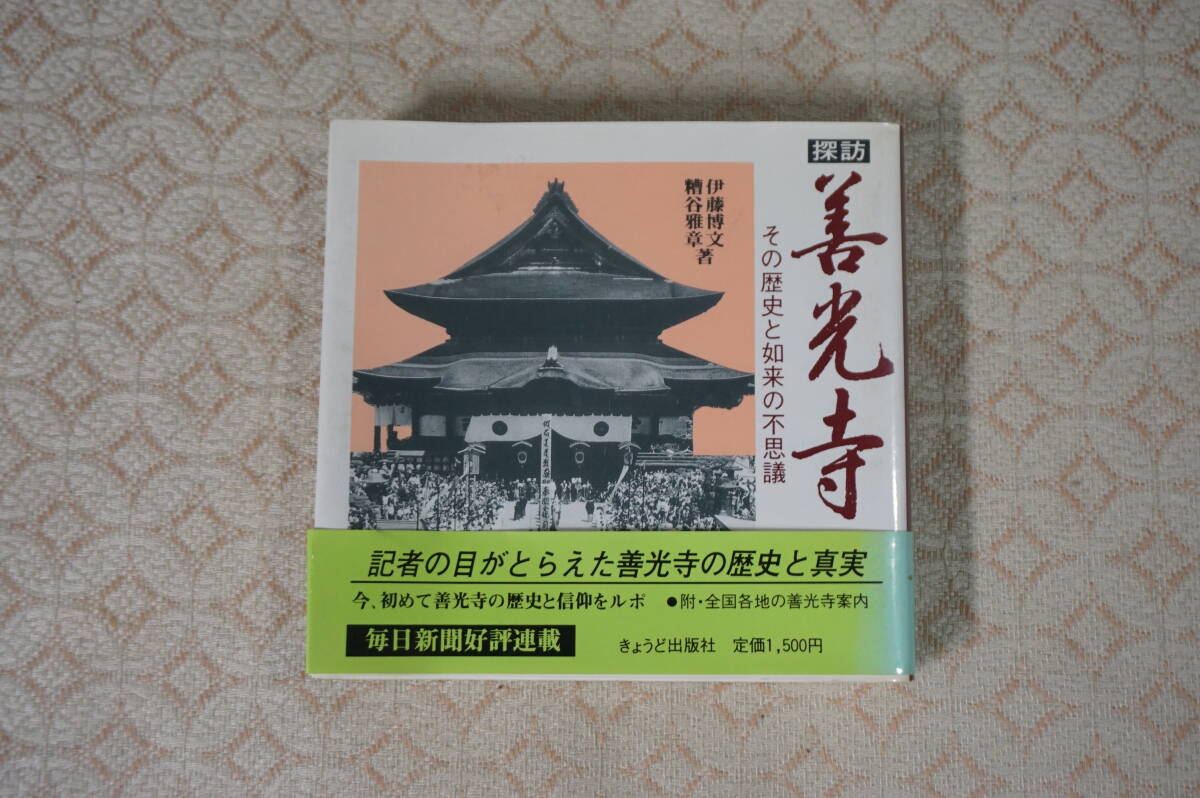 探訪
善光寺
その歴史と如来の不思議
伊藤博文
糟谷雅章
著
記者の目がとらえた善光寺の歴史と真実
今、初めて善光寺の歴史と信仰をルポ ●附・全国各地の善光寺案内
毎日新聞好評連載
きょうど出版社 定価1,500円